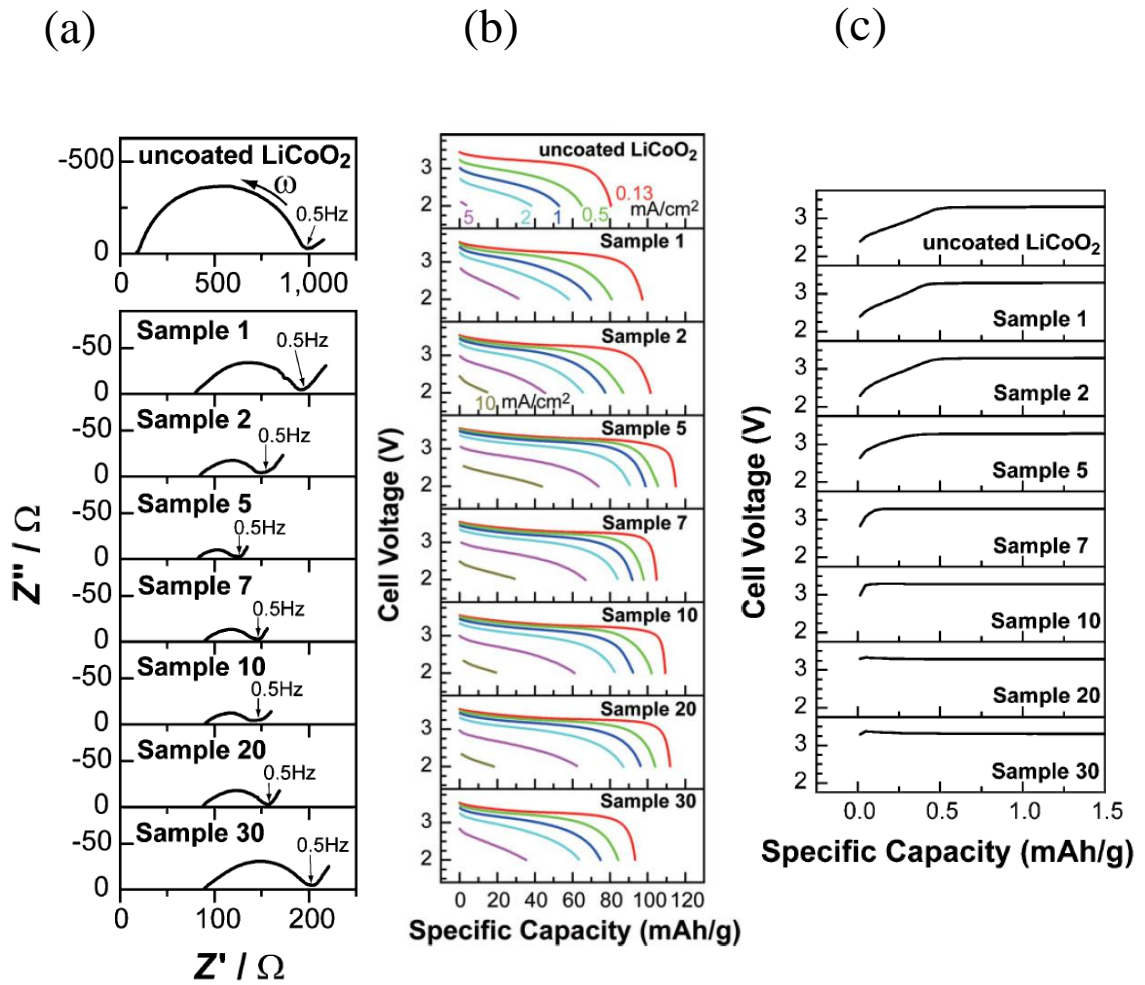 (a)
-500
0
uncoated LiCoO2
ω
0.5Hz
0 500 1,000
Sample 1
0.5Hz
-50
0
Sample 2
0.5Hz
-50
0
Sample 5
0.5Hz
-50
0
Sample 7
0.5Hz
-50
0
Sample 10
0.5Hz
-50
0
Sample 20
0.5Hz
-50
0
Sample 30
0.5Hz
-50
0
0 100 200
Z'' / Ω
Z' / Ω
(b)
uncoated LiCoO2
0.13
5 2 1 0.5 mA/cm2
3
2
Sample 1
3
2
Sample 2
10 mA/cm2
3
2
Sample 5
3
2
Sample 7
3
2
Sample 10
3
2
Sample 20
3
2
Sample 30
3
2
0 20 40 60 80 100 120
Cell Voltage (V)
Specific Capacity (mAh/g)
(c)
uncoated LiCoO2
3
2
Sample 1
3
2
Sample 2
3
2
Sample 5
3
2
Sample 7
3
2
Sample 10
3
2
Sample 20
3
2
Sample 30
3
2
0.0 0.5 1.0 1.5
Cell Voltage (V)
Specific Capacity (mAh/g)